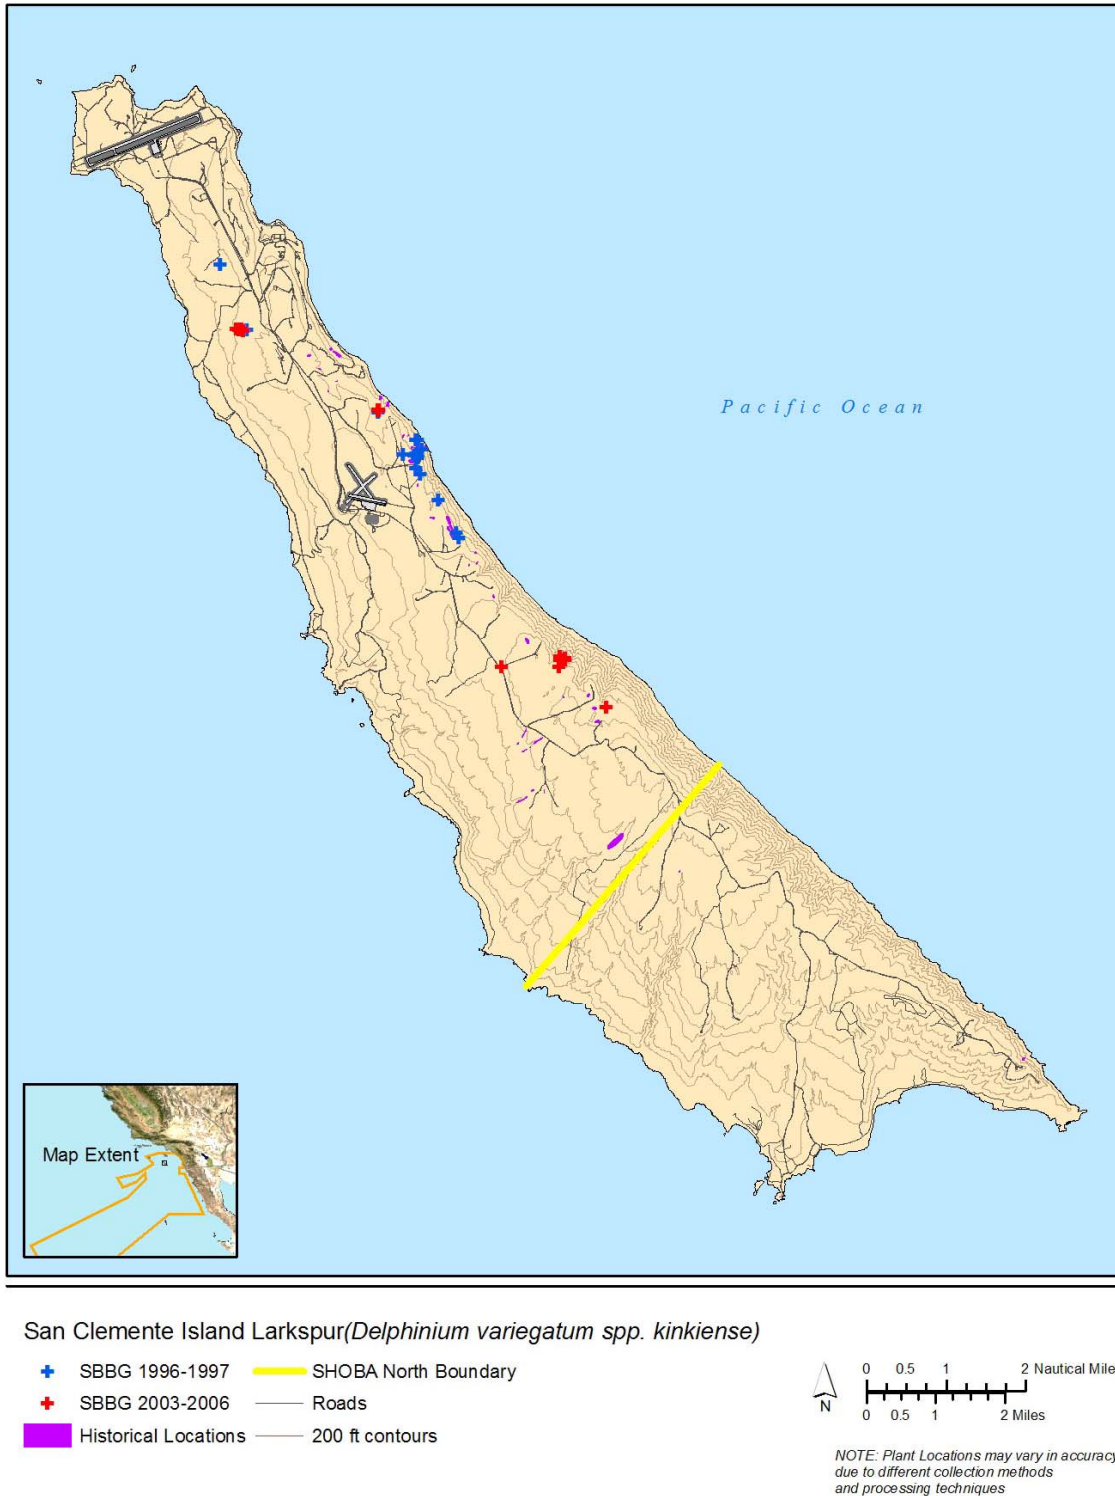 Pacific Ocean
Map Extent
San Clemente Island Larkspur(Delphinium variegatum spp. kinkiense)
SBBG 1996-1997
SHOBA North Boundary
SBBG 2003-2006
Roads
Historical Locations
200 ft contours
N
0 0.5 1 2 Nautical Mile
0 0.5 1 2 Miles
NOTE: Plant Locations may vary in accuracy
due to different collection methods
and processing techniques